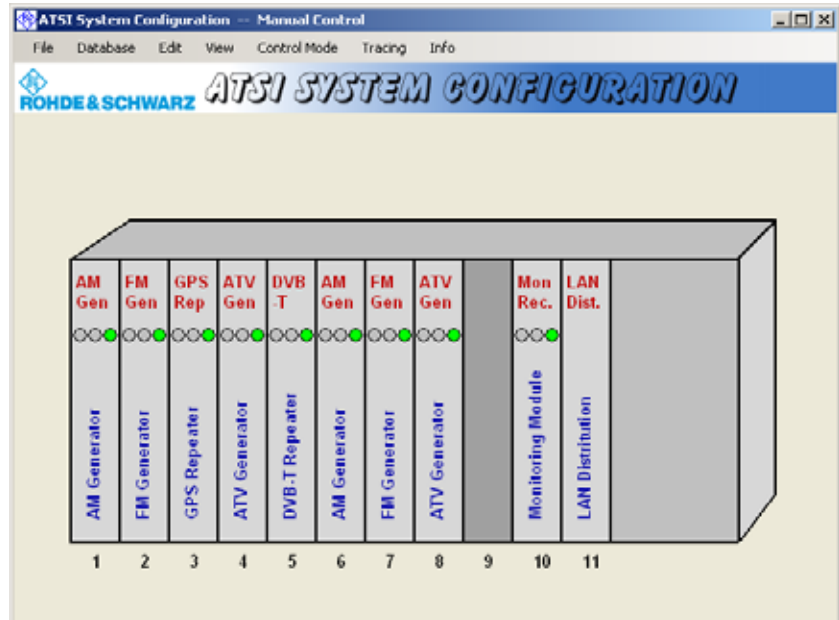 ATSI System Configuration -- Manual Control
File Database Edit View Control Mode Tracing Info
ROHDE & SCHWARZ
ATSI SYSTEM CONFIGURATION
AM Gen
FM Gen
GPS Rep
ATV Gen
DVB -T
AM Gen
FM Gen
ATV Gen
Mon Rec.
LAN Dist.
AM Generator
FM Generator
GPS Repeater
ATV Generator
DVB-T Repeater
AM Generator
FM Generator
ATV Generator
Monitoring Module
LAN Distritution
1 2 3 4 5 6 7 8 9 10 11